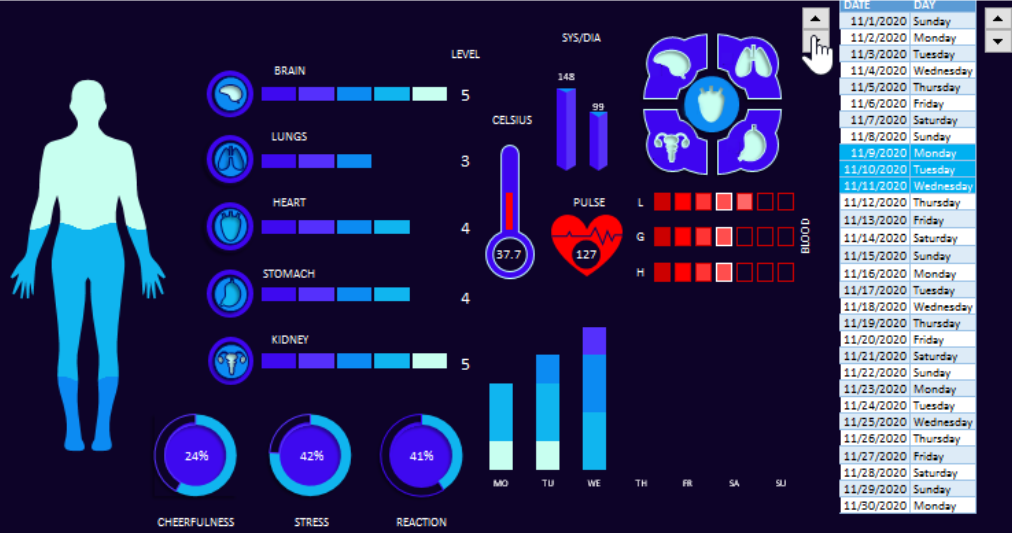 LEVEL
BRAIN
5
LUNGS
3
HEART
4
STOMACH
4
KIDNEY
5
24%
42%
41%
CHEERFULNESS
STRESS
REACTION
SYS/DIA
148
99
CELSIUS
37.7
PULSE
127
L
G
H
BLOOD
MO
TU
WE
TH
FR
SA
SU
DATE DAY
11/1/2020 Sunday
11/2/2020 Monday
11/3/2020 Tuesday
11/4/2020 Wednesday
11/5/2020 Thursday
11/6/2020 Friday
11/7/2020 Saturday
11/8/2020 Sunday
11/9/2020 Monday
11/10/2020 Tuesday
11/11/2020 Wednesday
11/12/2020 Thursday
11/13/2020 Friday
11/14/2020 Saturday
11/15/2020 Sunday
11/16/2020 Monday
11/17/2020 Tuesday
11/18/2020 Wednesday
11/19/2020 Thursday
11/20/2020 Friday
11/21/2020 Saturday
11/22/2020 Sunday
11/23/2020 Monday
11/24/2020 Tuesday
11/25/2020 Wednesday
11/26/2020 Thursday
11/27/2020 Friday
11/28/2020 Saturday
11/29/2020 Sunday
11/30/2020 Monday